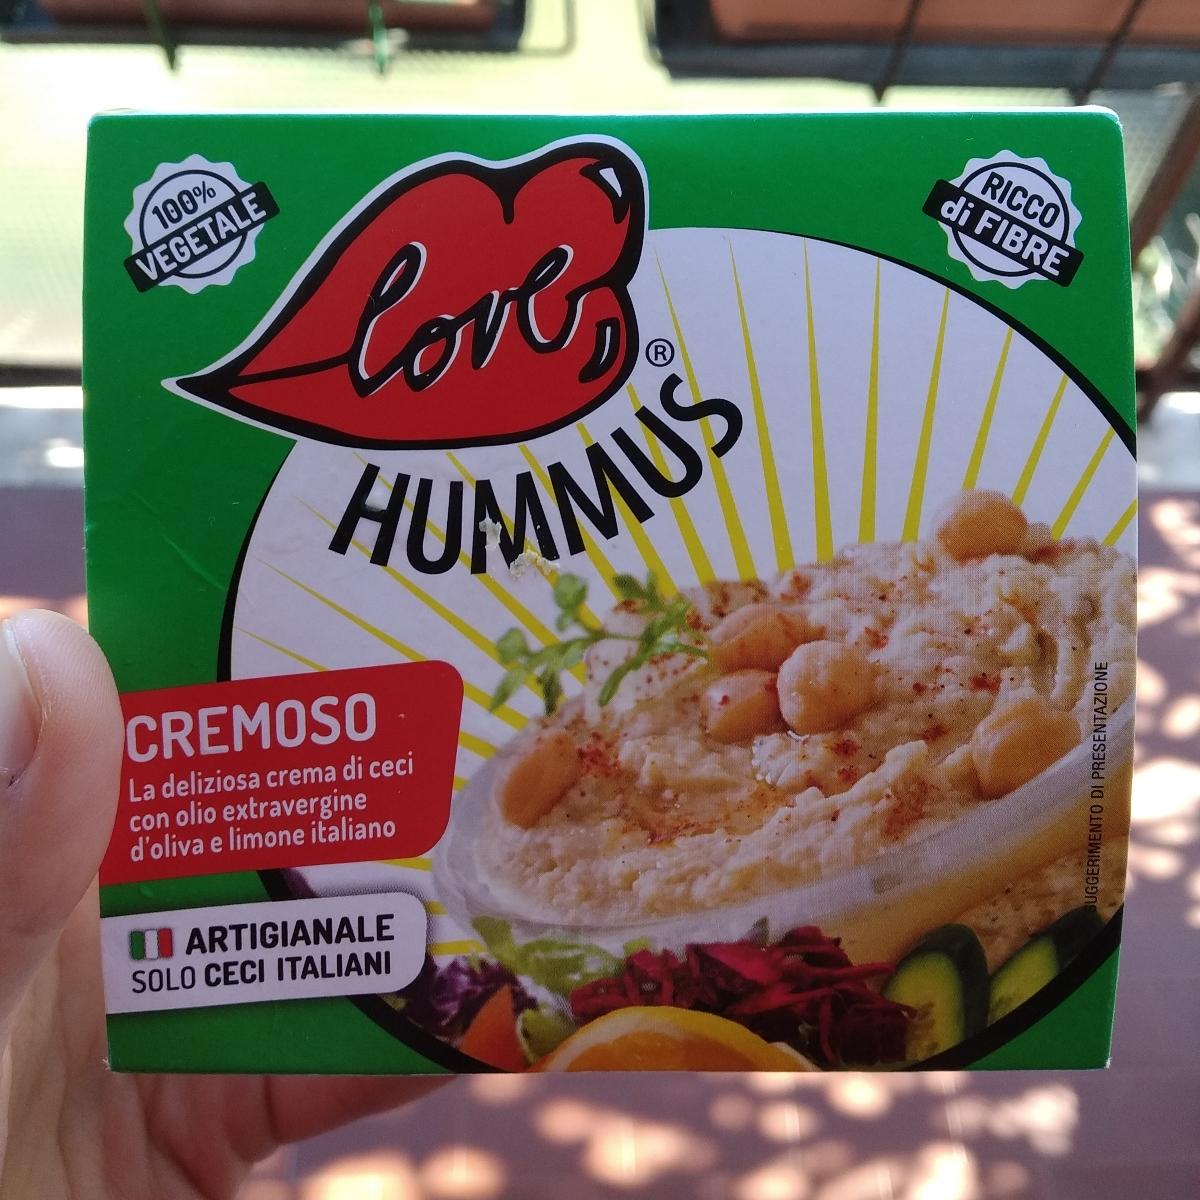 100%
VEGETALE
RICCO
di FIBRE
love
®
HUMMUS
CREMOSO
La deliziosa crema di ceci
con olio extravergine
d'oliva e limone italiano
ARTIGIANALE
SOLO CECI ITALIANI
SUGGERIMENTO DI PRESENTAZIONE